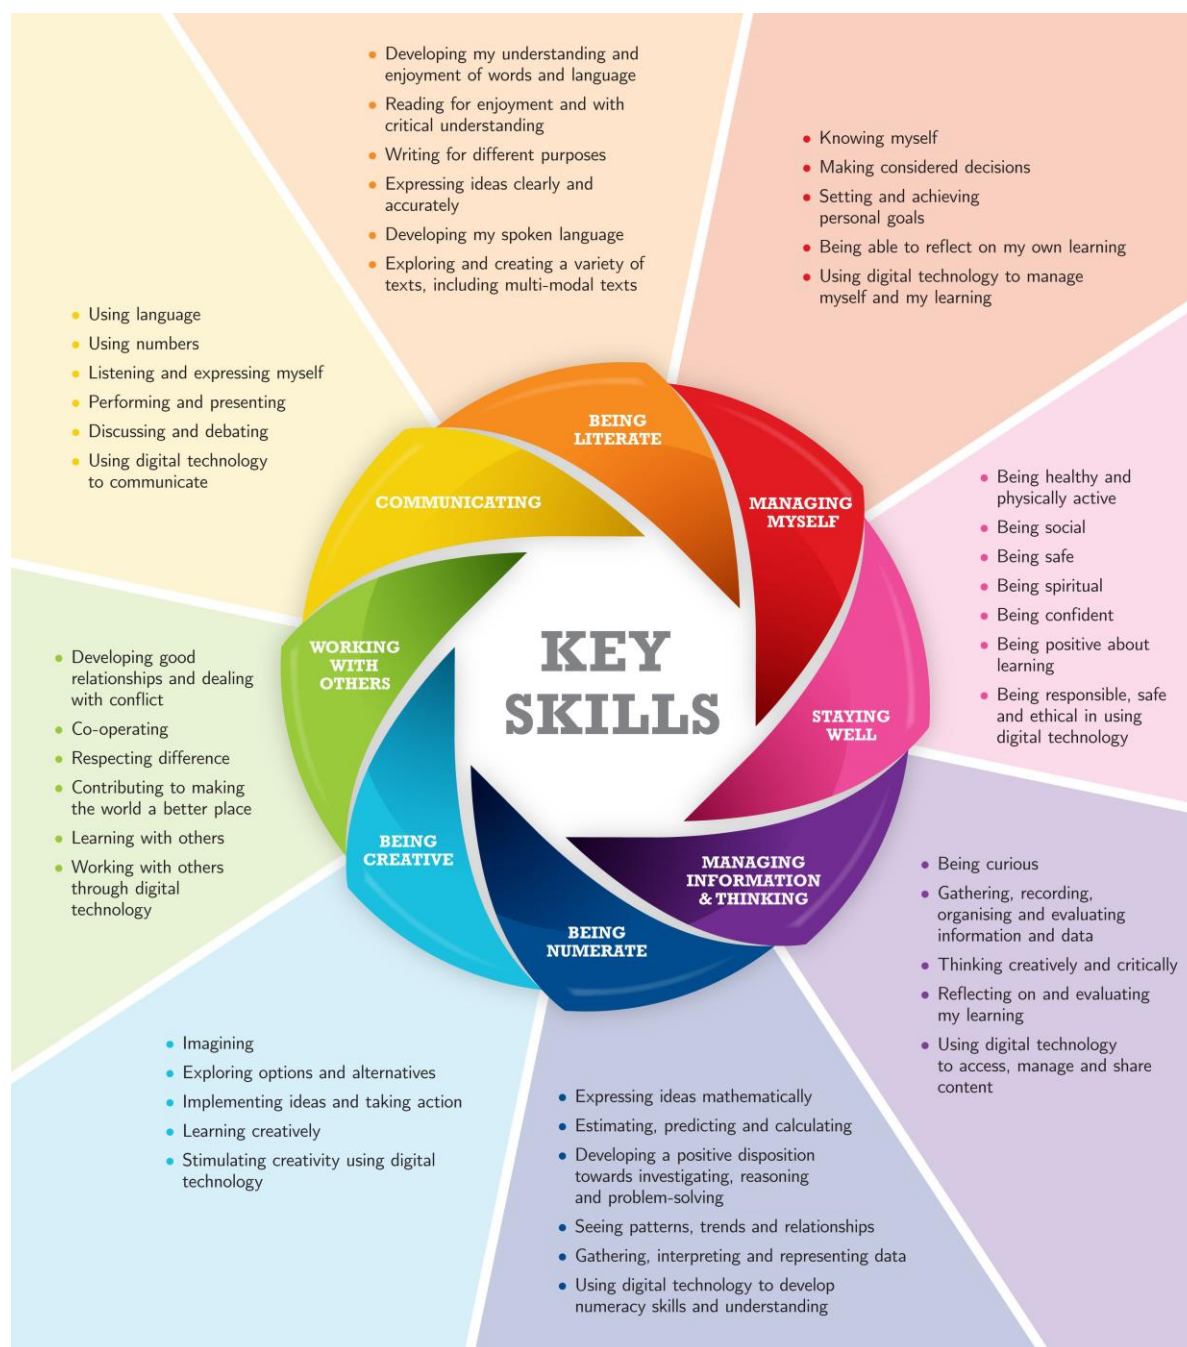 • Developing my understanding and
enjoyment of words and language
• Reading for enjoyment and with
critical understanding
• Writing for different purposes
• Expressing ideas clearly and
accurately
• Developing my spoken language
• Exploring and creating a variety of
texts, including multi-modal texts
• Knowing myself
• Making considered decisions
• Setting and achieving
personal goals
• Being able to reflect on my own learning
• Using digital technology to manage
myself and my learning
• Using language
• Using numbers
• Listening and expressing myself
• Performing and presenting
• Discussing and debating
• Using digital technology
to communicate
• Being healthy and
physically active
• Being social
• Being safe
• Being spiritual
• Being confident
• Being positive about
learning
• Being responsible, safe
and ethical in using
digital technology
BEING
LITERATE
MANAGING
MYSELF
COMMUNICATING
WORKING
WITH
OTHERS
KEY
SKILLS
STAYING
WELL
BEING
CREATIVE
MANAGING
INFORMATION
& THINKING
BEING
NUMERATE
• Developing good
relationships and dealing
with conflict
• Co-operating
• Respecting difference
• Contributing to making
the world a better place
• Learning with others
• Working with others
through digital
technology
• Being curious
• Gathering, recording,
organising and evaluating
information and data
• Thinking creatively and critically
• Reflecting on and evaluating
my learning
• Using digital technology
to access, manage and share
content
• Imagining
• Exploring options and alternatives
• Implementing ideas and taking action
• Learning creatively
• Stimulating creativity using digital
technology
• Expressing ideas mathematically
• Estimating, predicting and calculating
• Developing a positive disposition
towards investigating, reasoning
and problem-solving
• Seeing patterns, trends and relationships
• Gathering, interpreting and representing data
• Using digital technology to develop
numeracy skills and understanding